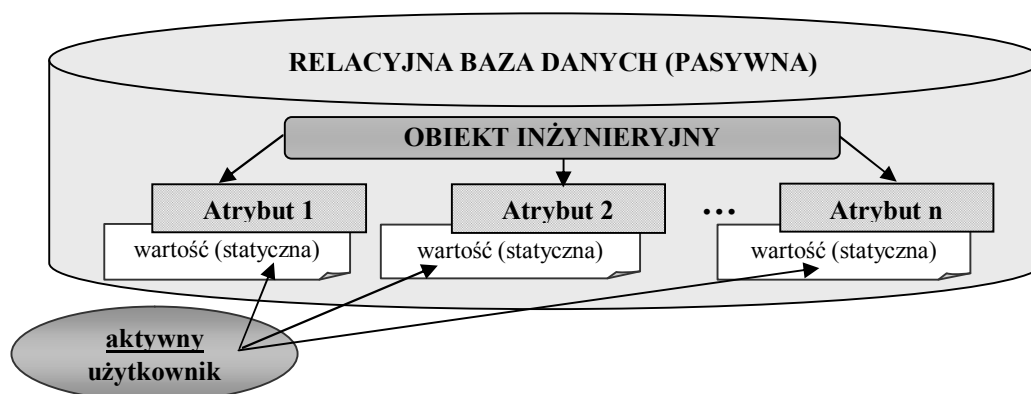 RELACYJNA BAZA DANYCH (PASYWNA)
OBIEKT INŻYNIERYJNY
Atrybut 1
Atrybut 2
...
Atrybut n
wartość (statyczna)
wartość (statyczna)
wartość (statyczna)
aktywny
użytkownik